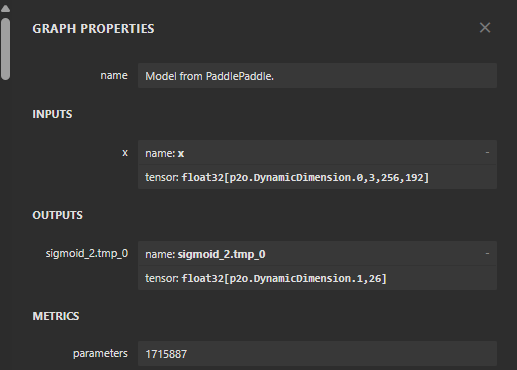 GRAPH PROPERTIES
name Model from PaddlePaddle.
INPUTS
x name: x -
tensor: float32[p2o.DynamicDimension.0,3,256,192]
OUTPUTS
sigmoid_2.tmp_0 name: sigmoid_2.tmp_0 -
tensor: float32[p2o.DynamicDimension.1,26]
METRICS
parameters 1715887